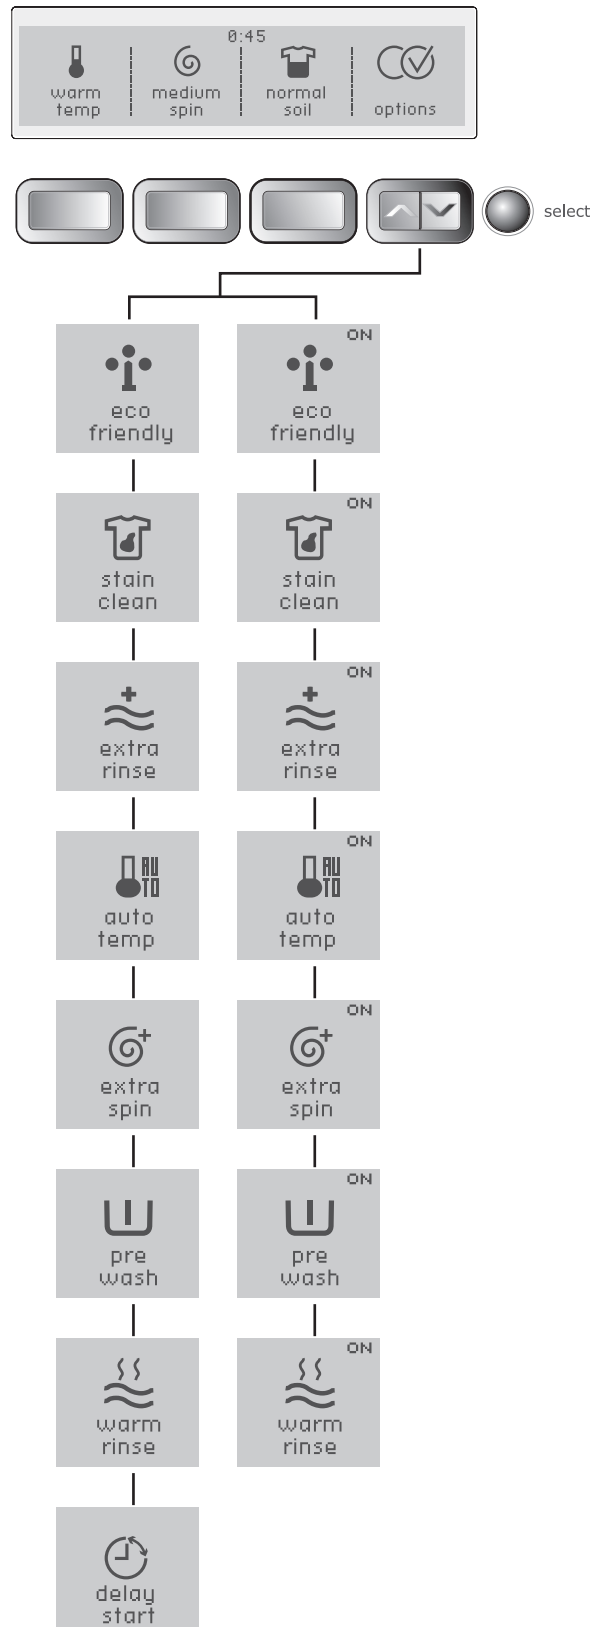 0:45
warm
temp
medium
spin
normal
soil
options
select
eco
friendly
ON
eco
friendly
stain
clean
ON
stain
clean
extra
rinse
ON
extra
rinse
AU
TO
auto
temp
ON
AU
TO
auto
temp
extra
spin
ON
extra
spin
pre
wash
ON
pre
wash
warm
rinse
ON
warm
rinse
delay
start